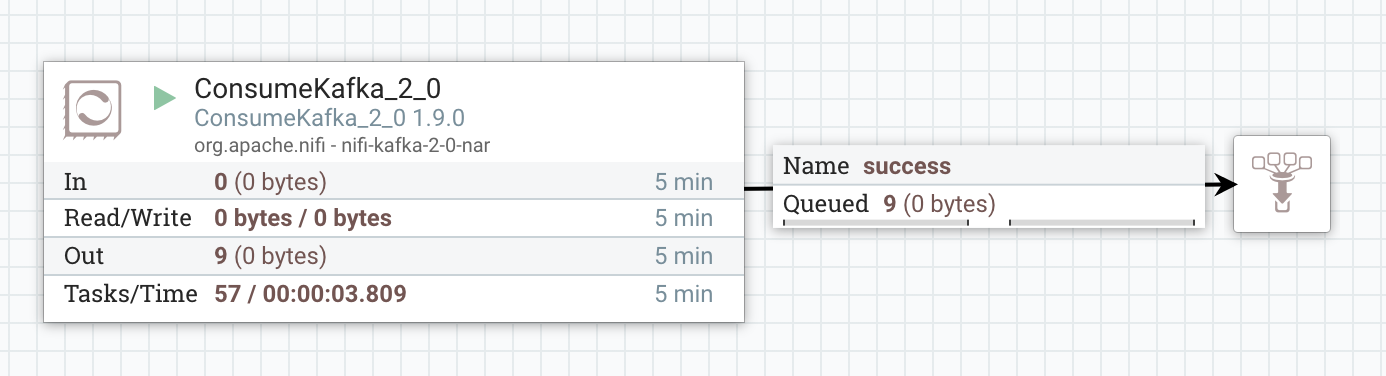 ConsumeKafka_2_0
ConsumeKafka_2_0 1.9.0
org.apache.nifi - nifi-kafka-2-0-nar
In 0 (0 bytes) 5 min
Read/Write 0 bytes / 0 bytes 5 min
Out 9 (0 bytes) 5 min
Tasks/Time 57 / 00:00:03.809 5 min
Name success
Queued 9 (0 bytes)